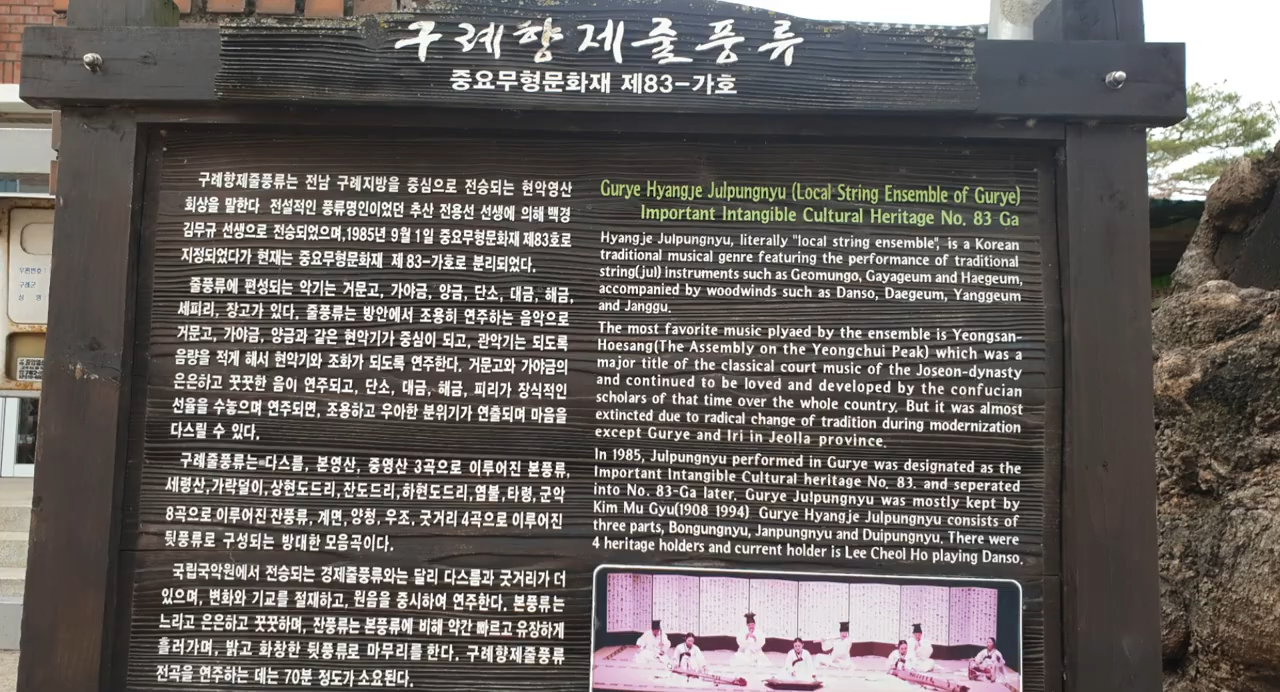 구례향제줄풍류
중요무형문화재 제83-가호
구례향제줄풍류는 전남 구례지방을 중심으로 전승되는 현악영산
회상을 말한다 전설적인 풍류명인이었던 추산 전용선 선생에 의해 백경
김무규 선생으로 전승되었으며,1985년 9월 1일 중요무형문화재 제83호로
지정되었다가 현재는 중요무형문화재 제 83-가호로 분리되었다.
줄풍류에 편성되는 악기는 거문고, 가야금, 양금, 단소, 대금, 해금,
세피리, 장고가 있다. 줄풍류는 방안에서 조용히 연주하는 음악으로
거문고, 가야금, 양금과 같은 현악기가 중심이 되고, 관악기는 되도록
음량을 적게 해서 현악기와 조화가 되도록 연주한다. 거문고와 가야금의
은은하고 꿋꿋한 음이 연주되고, 단소, 대금, 해금, 피리가 장식적인
선율을 수놓으며 연주되면, 조용하고 우아한 분위기가 연출되며 마음을
다스릴 수 있다.
구례줄풍류는 다스름, 본영산, 중영산 3곡으로 이루어진 본풍류,
세령산,가락덜이,상현도드리,잔도드리,하현도드리,염불,타령,군악
8곡으로 이루어진 잔풍류, 계면, 양청, 우조, 굿거리 4곡으로 이루어진
뒷풍류로 구성되는 방대한 모음곡이다.
국립국악원에서 전승되는 경제줄풍류와는 달리 다스름과 굿거리가 더
있으며, 변화와 기교를 절재하고, 원음을 중시하여 연주한다. 본풍류는
느리고 은은하고 꿋꿋하며, 잔풍류는 본풍류에 비해 약간 빠르고 유장하게
흘러가며, 밝고 화창한 뒷풍류로 마무리를 한다. 구례향제줄풍류
전곡을 연주하는 데는 70분 정도가 소요된다.
Gurye Hyangje Julpungnyu (Local String Ensemble of Gurye)
Important Intangible Cultural Heritage No. 83 Ga
Hyangje Julpungnyu, literally "local string ensemble", is a Korean
traditional musical genre featuring the performance of traditional
string(jul) instruments such as Geomungo, Gayageum and Haegeum,
accompanied by woodwinds such as Danso, Daegeum, Yanggeum
and Janggu.
The most favorite music plyaed by the ensemble is Yeongsan-
Hoesang(The Assembly on the Yeongchui Peak) which was a
major title of the classical court music of the Joseon-dynasty
and continued to be loved and developed by the confucian
scholars of that time over the whole country. But it was almost
extincted due to radical change of tradition during modernization
except Gurye and Iri in Jeolla province.
In 1985, Julpungnyu performed in Gurye was designated as the
Important Intangible Cultural heritage No. 83. and seperated
into No. 83-Ga later. Gurye Julpungnyu was mostly kept by
Kim Mu Gyu(1908 1994) Gurye Hyangje Julpungnyu consists of
three parts, Bongungnyu, Janpungnyu and Duipungnyu. There were
4 heritage holders and current holder is Lee Cheol Ho playing Danso.